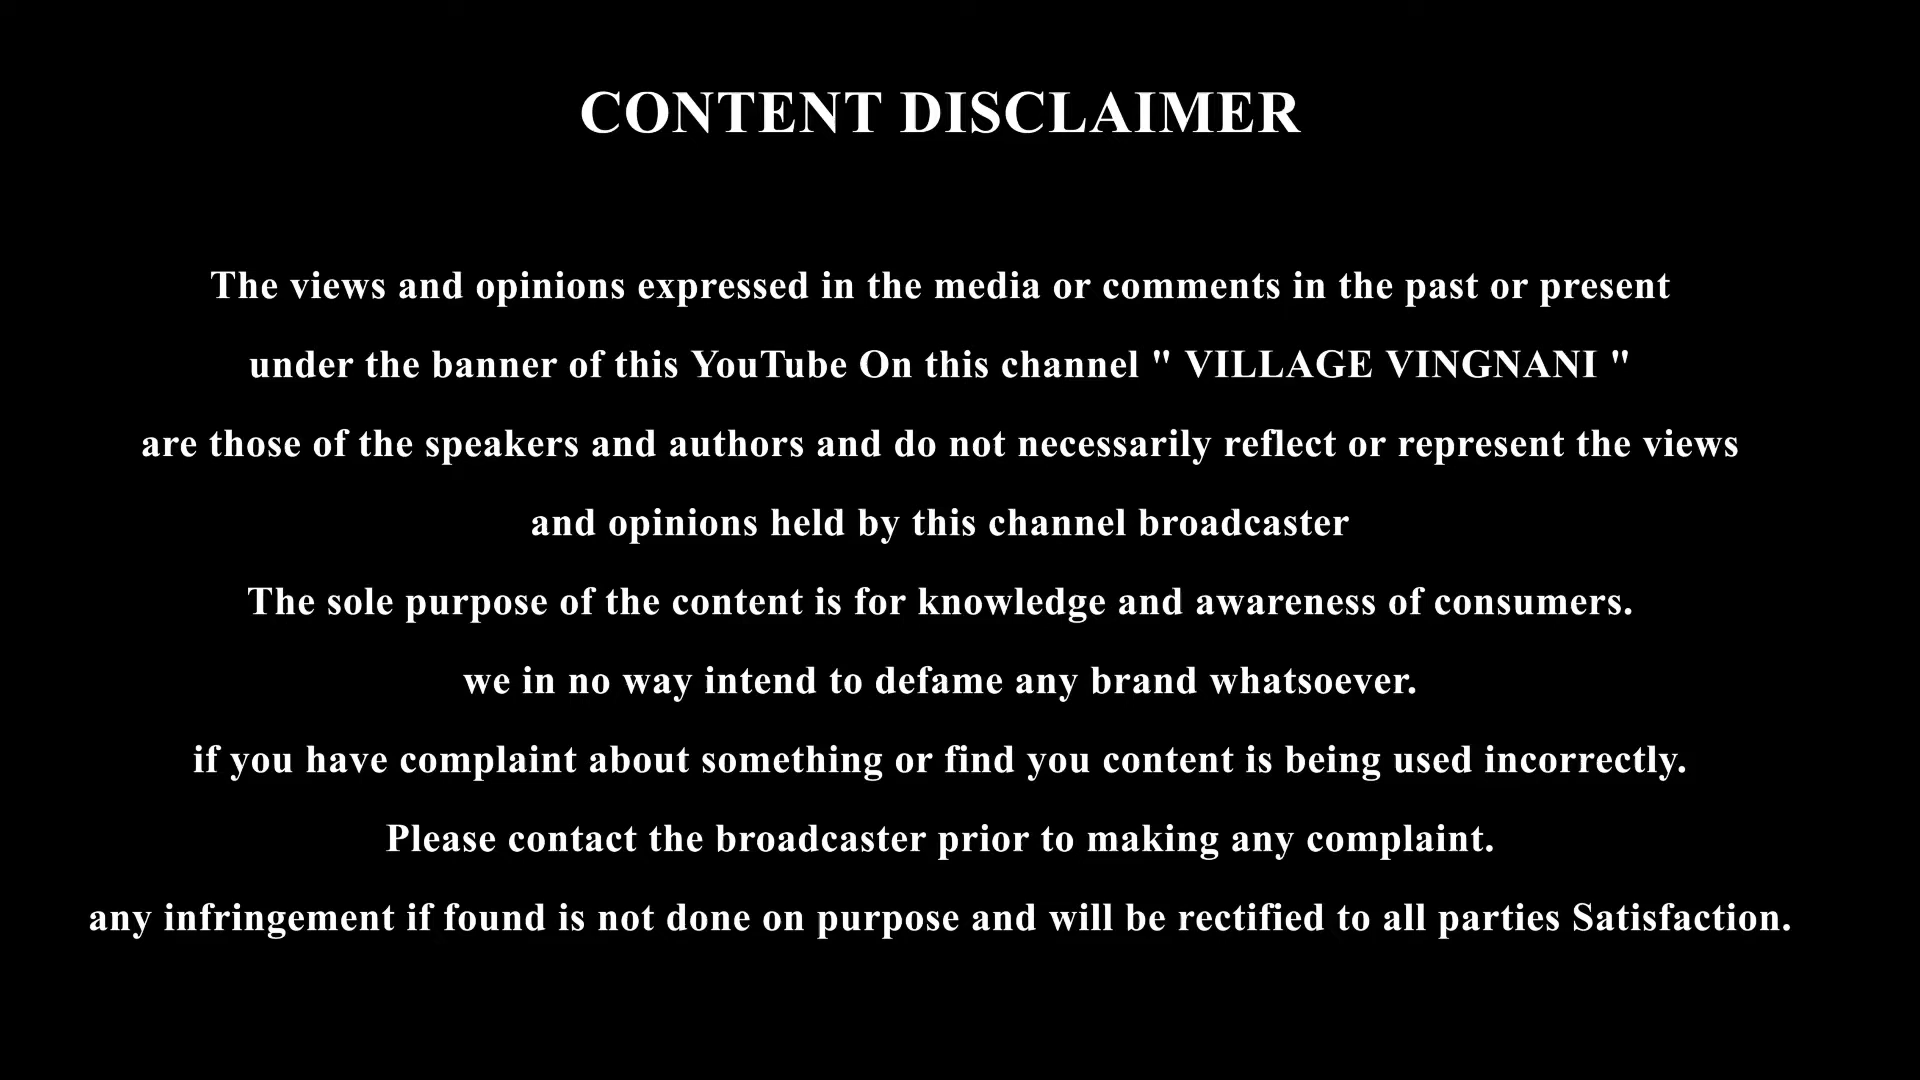 CONTENT DISCLAIMER
The views and opinions expressed in the media or comments in the past or present
under the banner of this YouTube On this channel " VILLAGE VINGNANI "
are those of the speakers and authors and do not necessarily reflect or represent the views
and opinions held by this channel broadcaster
The sole purpose of the content is for knowledge and awareness of consumers.
we in no way intend to defame any brand whatsoever.
if you have complaint about something or find you content is being used incorrectly.
Please contact the broadcaster prior to making any complaint.
any infringement if found is not done on purpose and will be rectified to all parties Satisfaction.